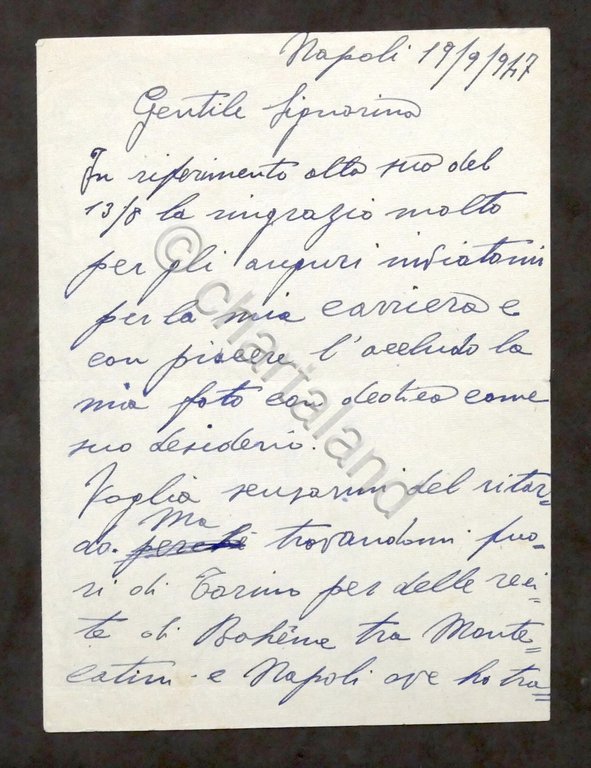 Napoli 19/9/947
Gentile Signorina
In riferimento alla sua del
13/8 la ringrazio molto
per gli auguri inviatomi
per la mia carriera e
con piacere l'accludo la
mia foto con dedica come
suo desiderio.
Voglia scusarmi del ritar=
do. perchè Ma trovandomi fuo=
ri di Torino per delle reci=
te di Bohême tra Monte=
catini e Napoli ove ho tra=
© chartaland